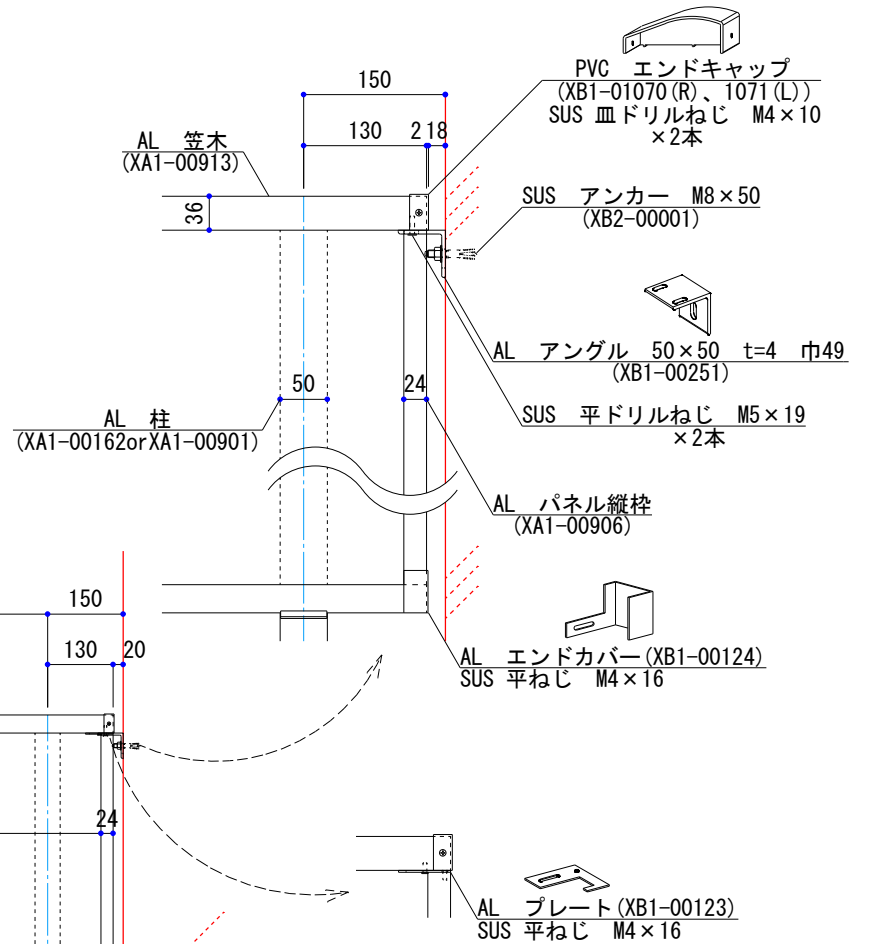 150
130
2
18
PVC エンドキャップ
(XB1-01070(R)、1071(L))
SUS 皿ドリルねじ M4×10
×2本
AL 笠木
(XA1-00913)
36
SUS アンカー M8×50
(XB2-00001)
AL アングル 50×50 t=4 巾49
(XB1-00251)
50
24
AL 柱
(XA1-00162orXA1-00901)
SUS 平ドリルねじ M5×19
×2本
AL パネル縦枠
(XA1-00906)
150
130
20
AL エンドカバー(XB1-00124)
SUS 平ねじ M4×16
24
AL プレート(XB1-00123)
SUS 平ねじ M4×16